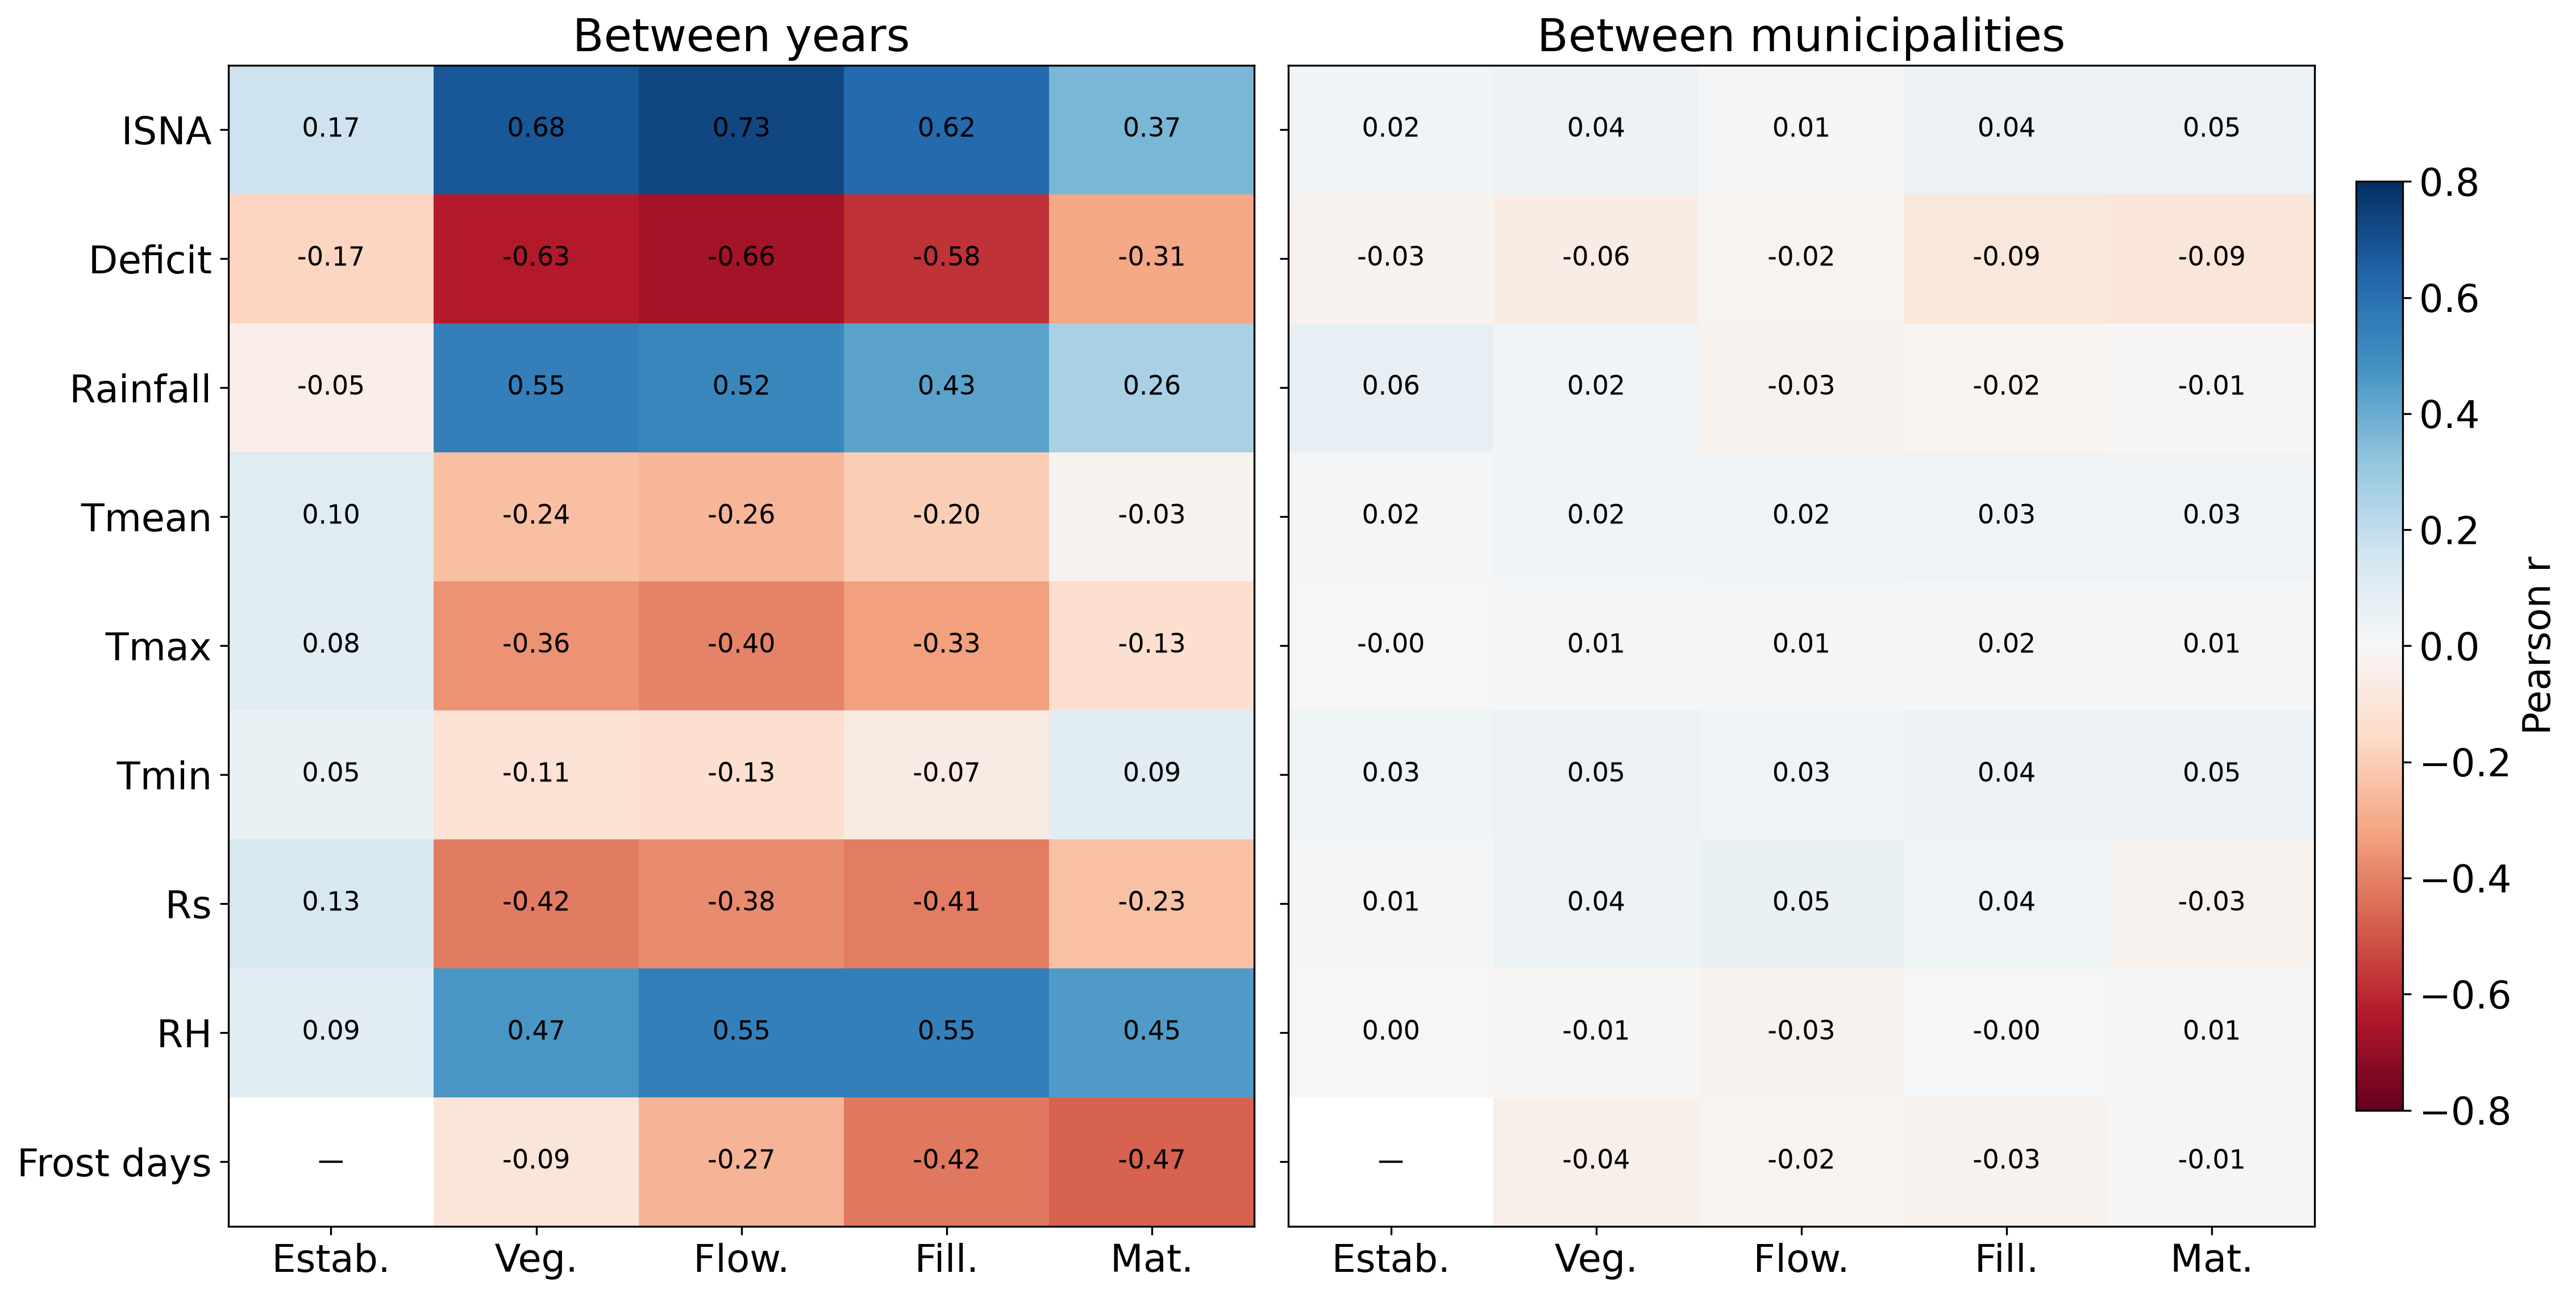 Between years Between municipalities
ISNA 0.17 0.68 0.73 0.62 0.37 0.02 0.04 0.01 0.04 0.05
0.8
Deficit -0.17 -0.63 -0.66 -0.58 -0.31 -0.03 -0.06 -0.02 -0.09 -0.09
0.6
Rainfall -0.05 0.55 0.52 0.43 0.26 0.06 0.02 -0.03 -0.02 -0.01
0.4
Tmean 0.10 -0.24 -0.26 -0.20 -0.03 0.02 0.02 0.02 0.03 0.03
0.2
Tmax 0.08 -0.36 -0.40 -0.33 -0.13 -0.00 0.01 0.01 0.02 0.01
0.0
Pearson r
Tmin 0.05 -0.11 -0.13 -0.07 0.09 0.03 0.05 0.03 0.04 0.05
−0.2
Rs 0.13 -0.42 -0.38 -0.41 -0.23 0.01 0.04 0.05 0.04 -0.03
−0.4
RH 0.09 0.47 0.55 0.55 0.45 0.00 -0.01 -0.03 -0.00 0.01
−0.6
−0.8
Frost days — -0.09 -0.27 -0.42 -0.47 — -0.04 -0.02 -0.03 -0.01
Estab. Veg. Flow. Fill. Mat. Estab. Veg. Flow. Fill. Mat.